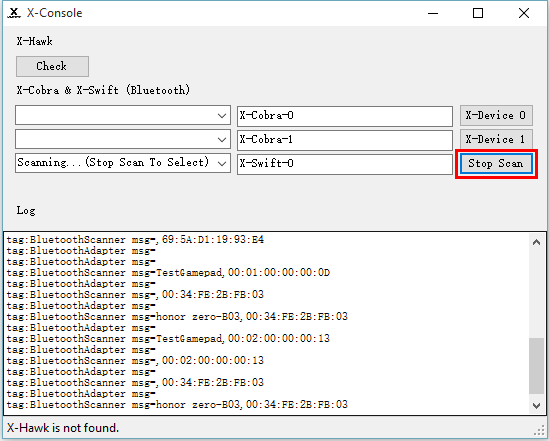 X-Console
X-Hawk
Check
X-Cobra & X-Swift (Bluetooth)
X-Cobra-0 X-Device 0
X-Cobra-1 X-Device 1
Scanning...(Stop Scan To Select) X-Swift-0 Stop Scan
Log
tag:BluetoothScanner msg=,69:5A:D1:19:93:E4
tag:BluetoothAdapter msg=
tag:BluetoothAdapter msg=
tag:BluetoothScanner msg=TestGamepad,00:01:00:00:00:0D
tag:BluetoothAdapter msg=
tag:BluetoothScanner msg=,00:34:FE:2B:FB:03
tag:BluetoothAdapter msg=
tag:BluetoothScanner msg=honor zero-B03,00:34:FE:2B:FB:03
tag:BluetoothAdapter msg=
tag:BluetoothScanner msg=TestGamepad,00:02:00:00:00:13
tag:BluetoothAdapter msg=
tag:BluetoothScanner msg=,00:02:00:00:00:13
tag:BluetoothAdapter msg=
tag:BluetoothScanner msg=,00:34:FE:2B:FB:03
tag:BluetoothAdapter msg=
tag:BluetoothScanner msg=honor zero-B03,00:34:FE:2B:FB:03
X-Hawk is not found.